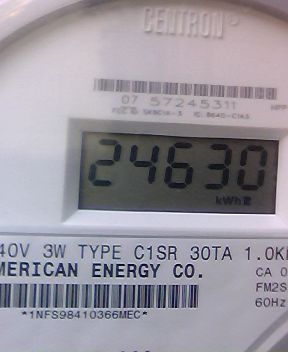 CENTRON
07 57245311
24630
kWh
40V 3W TYPE C1SR 30TA 1.0K
MERICAN ENERGY CO.
CA 0
FM2S
60Hz
*1NFS98410366MEC*